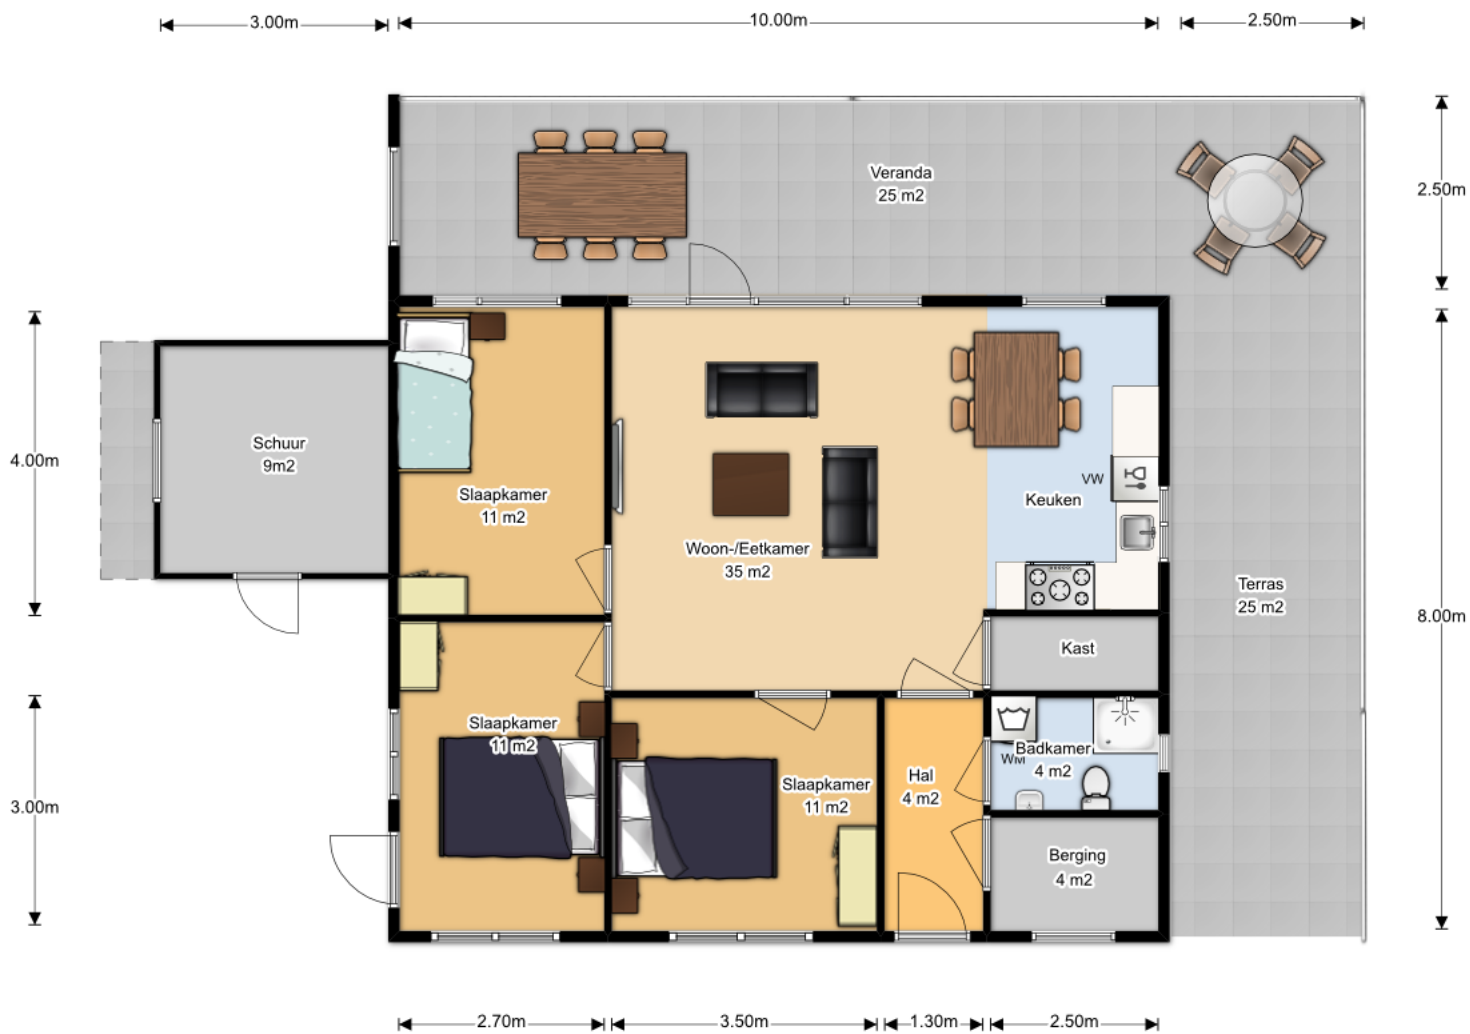 3.00m
10.00m
2.50m
Veranda
25 m2
2.50m
Schuur
9m2
4.00m
Slaapkamer
11 m2
VW
Keuken
Woon-/Eetkamer
35 m2
Terras
25 m2
8.00m
Kast
Slaapkamer
11 m2
Badkamer
WM
4 m2
Slaapkamer
11 m2
Hal
4 m2
3.00m
Berging
4 m2
2.70m
3.50m
1.30m
2.50m